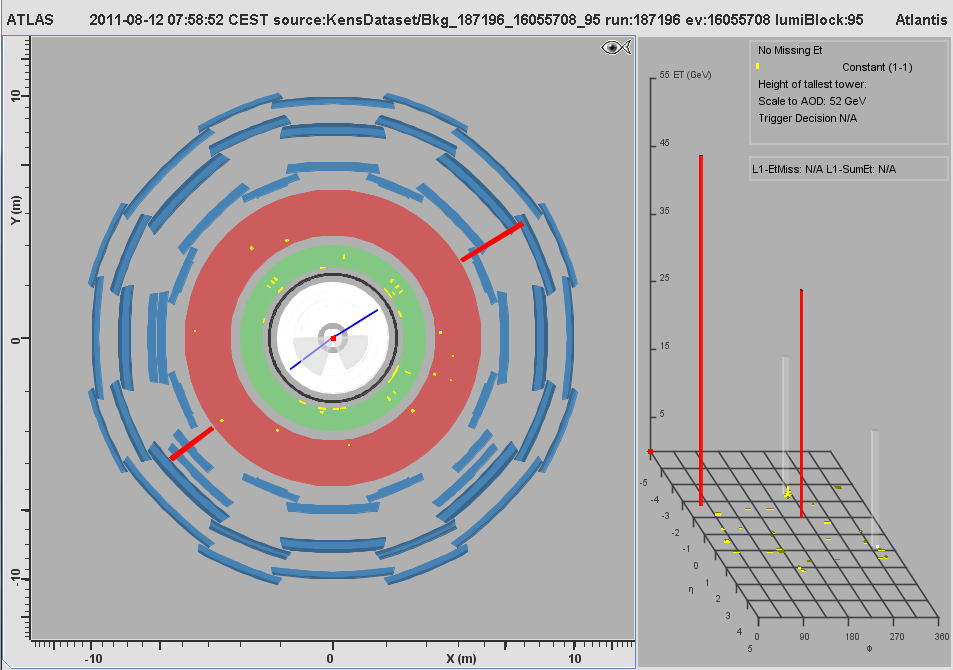 ATLAS 2011-08-12 07:58:52 CEST source:KensDataset/Bkg_187196_16055708_95 run:187196 ev:16055708 lumiBlock:95 Atlantis
No Missing Et
Constant (1-1)
Height of tallest tower:
Scale to AOD: 52 GeV
Trigger Decision N/A
L1-EtMiss: N/A L1-SumEt: N/A
55 ET (GeV)
45
35
25
15
5
-5
-4
-3
-2
-1
0
1
2
3
4
5
η
0
90
180
270
360
Φ
10
Y (m)
0
-10
-10
0
X (m)
10